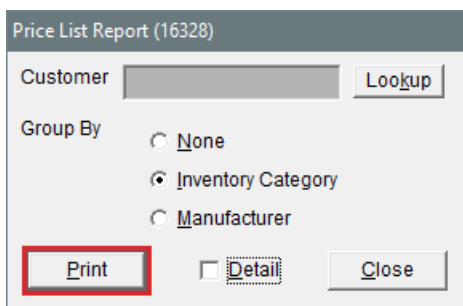 Price List Report (16328)
Customer Lookup
Group By
None
Inventory Category
Manufacturer
Print Detail Close